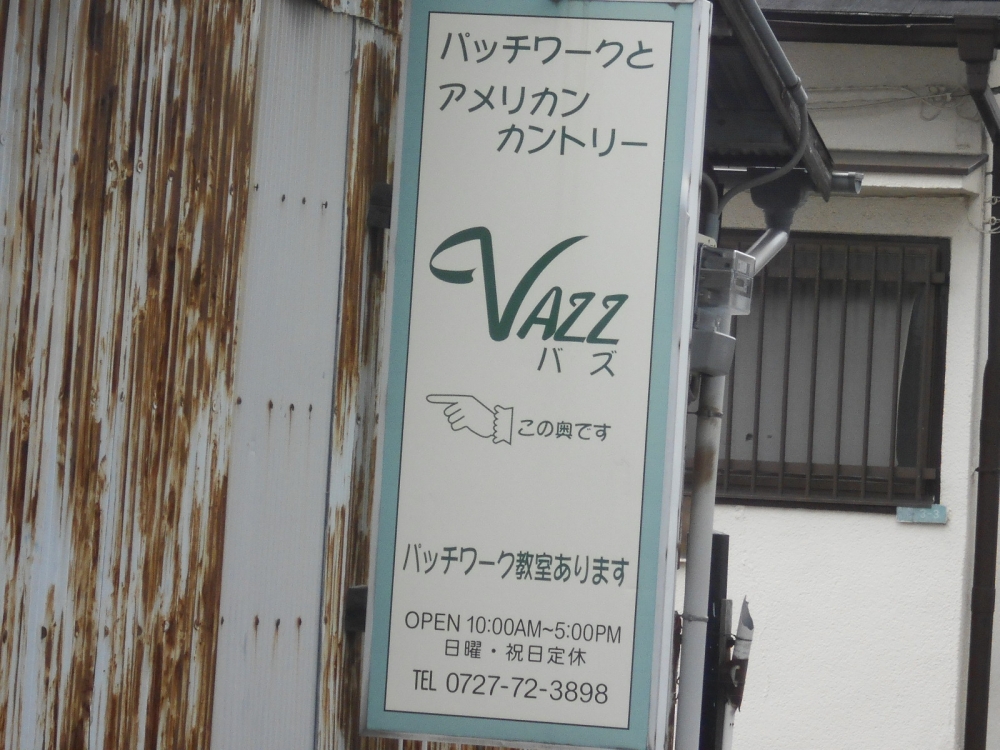 パッチワークと
アメリカン
カントリー
VAZZ
バズ
この奥です
パッチワーク教室あります
OPEN 10:00AM~5:00PM
日曜・祝日定休
TEL 0727-72-3898